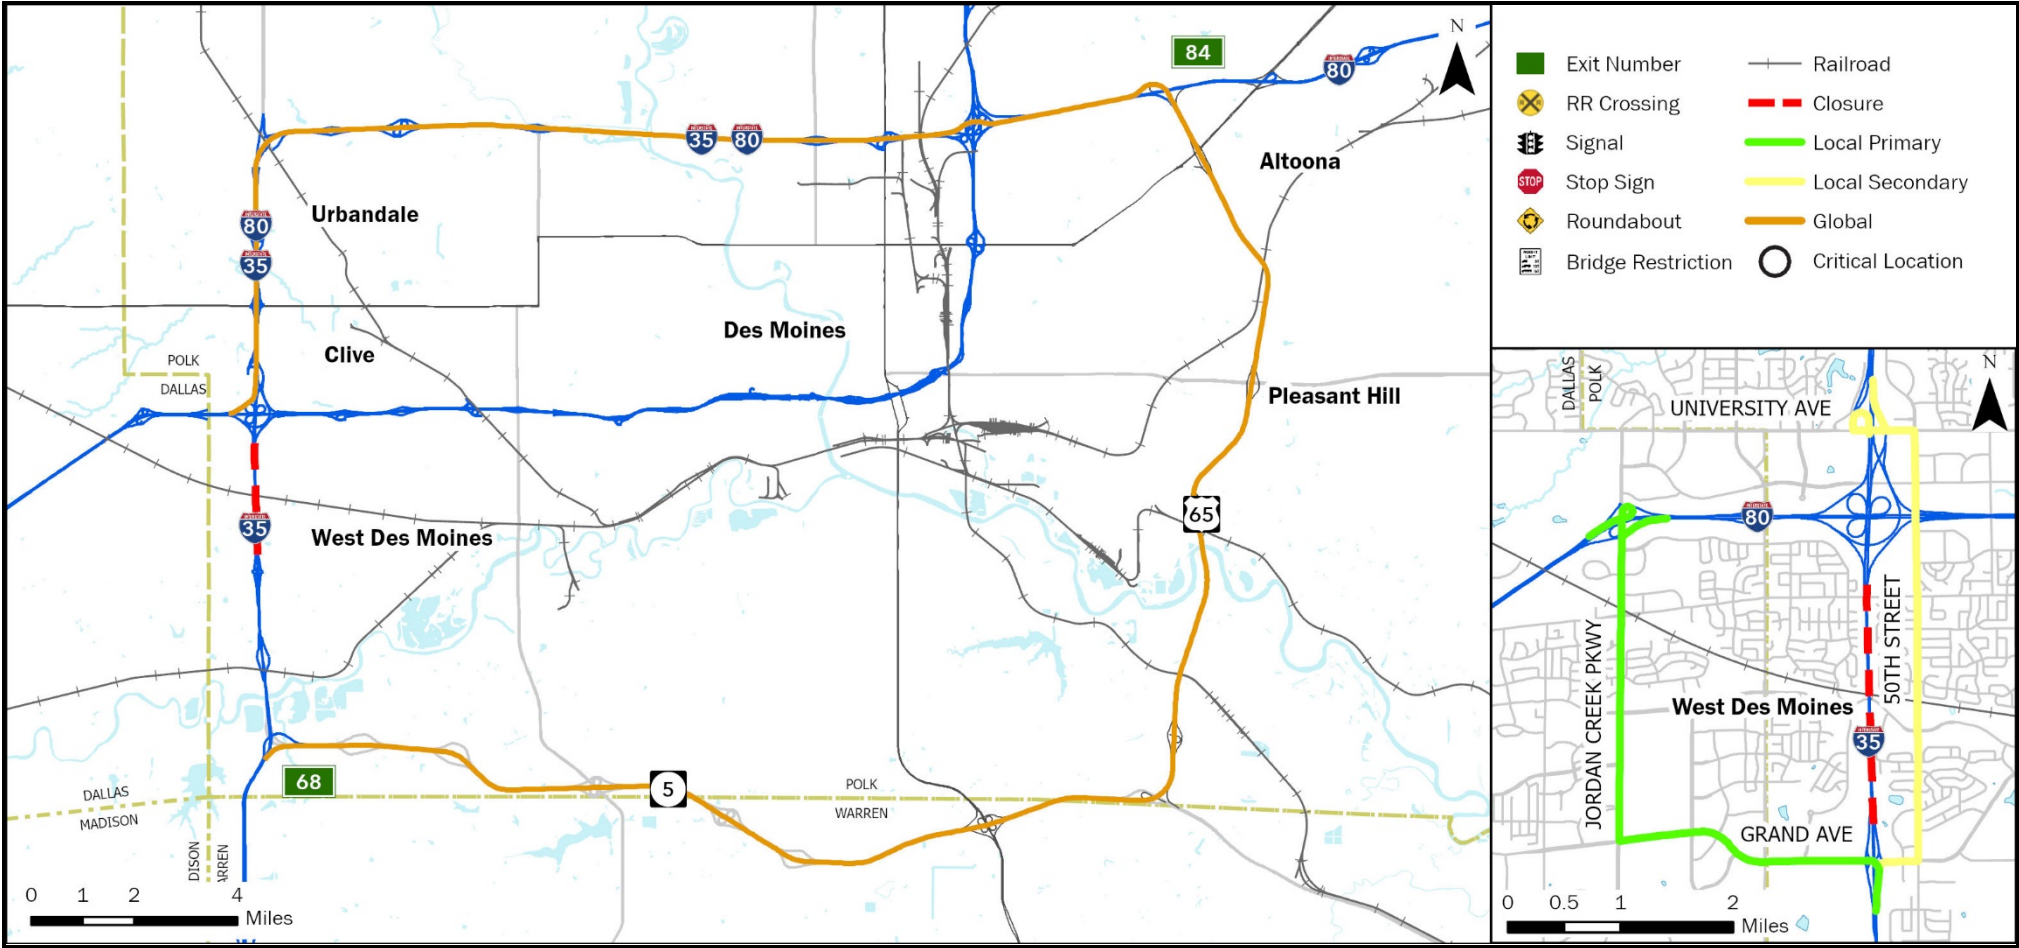 84
N
80
35 80
Altoona
Urbandale
80
35
Des Moines
Clive
POLK
DALLAS
Pleasant Hill
65
35
West Des Moines
68
5
POLK
WARREN
DALLAS
MADISON
DISON
RREN
0 1 2 4
Miles
Exit Number
RR Crossing
Signal
STOP Stop Sign
Roundabout
Bridge Restriction
Railroad
Closure
Local Primary
Local Secondary
Global
Critical Location
DALLAS
POLK
UNIVERSITY AVE
N
80
50TH STREET
JORDAN CREEK PKWY
West Des Moines
35
GRAND AVE
0 0.5 1 2
Miles